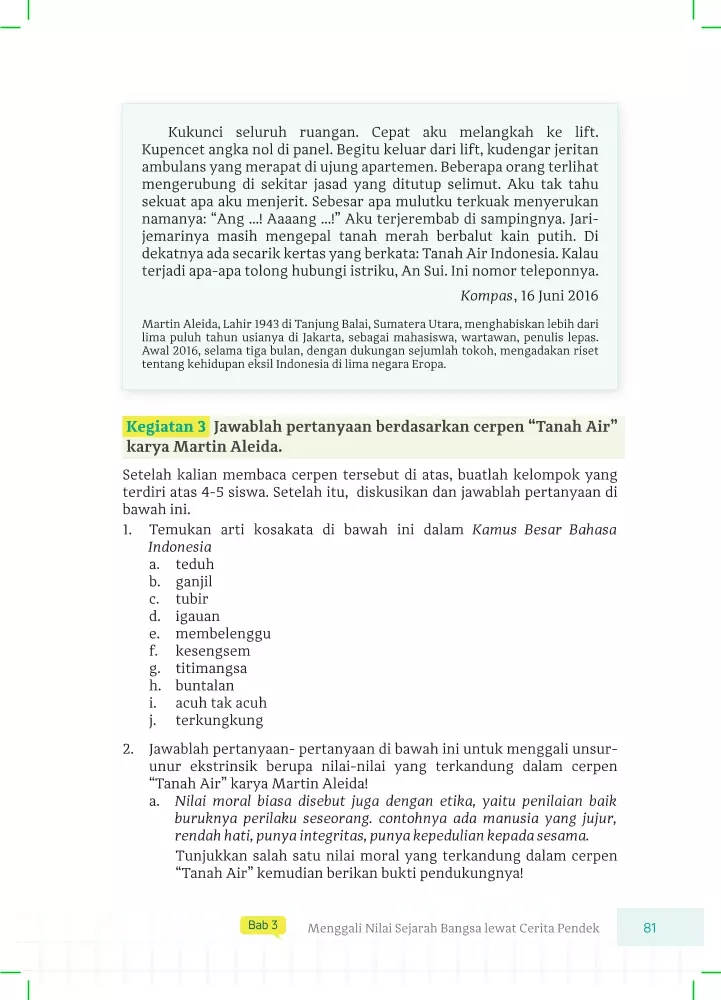 Kukunci seluruh ruangan. Cepat aku melangkah ke lift.
Kupencet angka nol di panel. Begitu keluar dari lift, kudengar jeritan
ambulans yang merapat di ujung apartemen. Beberapa orang terlihat
mengerubung di sekitar jasad yang ditutup selimut. Aku tak tahu
sekuat apa aku menjerit. Sebesar apa mulutku terkuak menyerukan
namanya: “Ang ...! Aaaang ...!” Aku terjerembab di sampingnya. Jari-
jemarinya masih mengepal tanah merah berbalut kain putih. Di
dekatnya ada secarik kertas yang berkata: Tanah Air Indonesia. Kalau
terjadi apa-apa tolong hubungi istriku, An Sui. Ini nomor teleponnya.
Kompas, 16 Juni 2016
Martin Aleida, Lahir 1943 di Tanjung Balai, Sumatera Utara, menghabiskan lebih dari
lima puluh tahun usianya di Jakarta, sebagai mahasiswa, wartawan, penulis lepas.
Awal 2016, selama tiga bulan, dengan dukungan sejumlah tokoh, mengadakan riset
tentang kehidupan eksil Indonesia di lima negara Eropa.
Kegiatan 3 Jawablah pertanyaan berdasarkan cerpen “Tanah Air”
karya Martin Aleida.
Setelah kalian membaca cerpen tersebut di atas, buatlah kelompok yang
terdiri atas 4-5 siswa. Setelah itu, diskusikan dan jawablah pertanyaan di
bawah ini.
1. Temukan arti kosakata di bawah ini dalam Kamus Besar Bahasa
Indonesia
a. teduh
b. ganjil
c. tubir
d. igauan
e. membelenggu
f. kesengsem
g. titimangsa
h. buntalan
i. acuh tak acuh
j. terkungkung
2. Jawablah pertanyaan- pertanyaan di bawah ini untuk menggali unsur-
unur ekstrinsik berupa nilai-nilai yang terkandung dalam cerpen
“Tanah Air” karya Martin Aleida!
a. Nilai moral biasa disebut juga dengan etika, yaitu penilaian baik
buruknya perilaku seseorang. contohnya ada manusia yang jujur,
rendah hati, punya integritas, punya kepedulian kepada sesama.
Tunjukkan salah satu nilai moral yang terkandung dalam cerpen
“Tanah Air” kemudian berikan bukti pendukungnya!
Bab 3 Menggali Nilai Sejarah Bangsa lewat Cerita Pendek 81